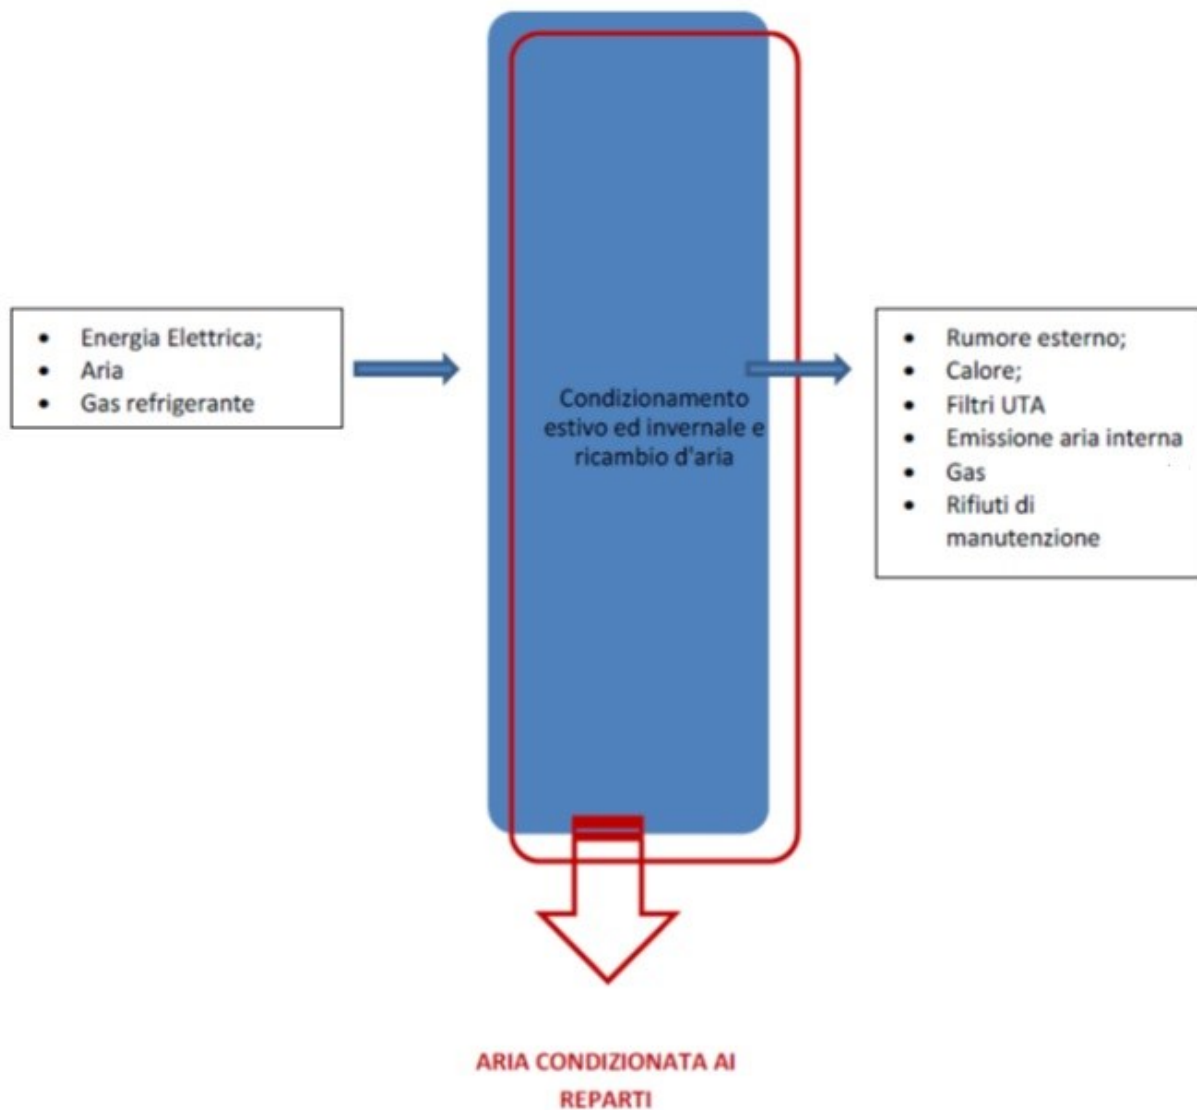 Energia Elettrica;
Aria
Gas refrigerante
Condizionamento
estivo ed invernale e
ricambio d'aria
Rumore esterno;
Calore;
Filtri UTA
Emissione aria interna
Gas
Rifiuti di
manutenzione
ARIA CONDIZIONATA AI
REPARTI